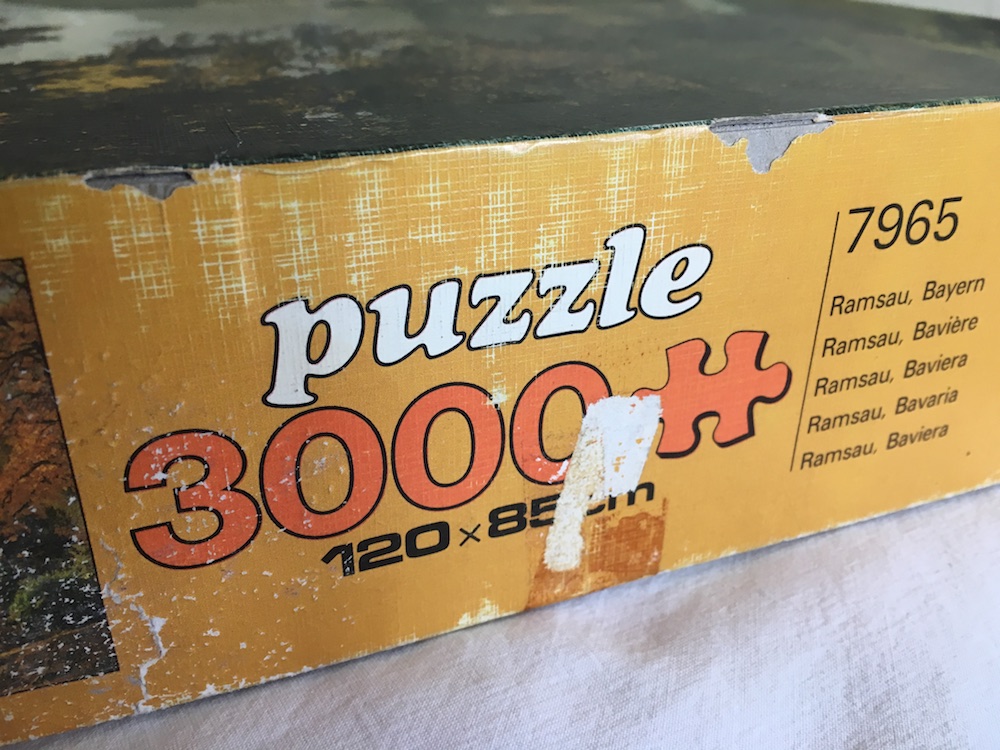 puzzle
3000
120×85cm
7965
Ramsau, Bayern
Ramsau, Bavière
Ramsau, Baviera
Ramsau, Bavaria
Ramsau, Baviera